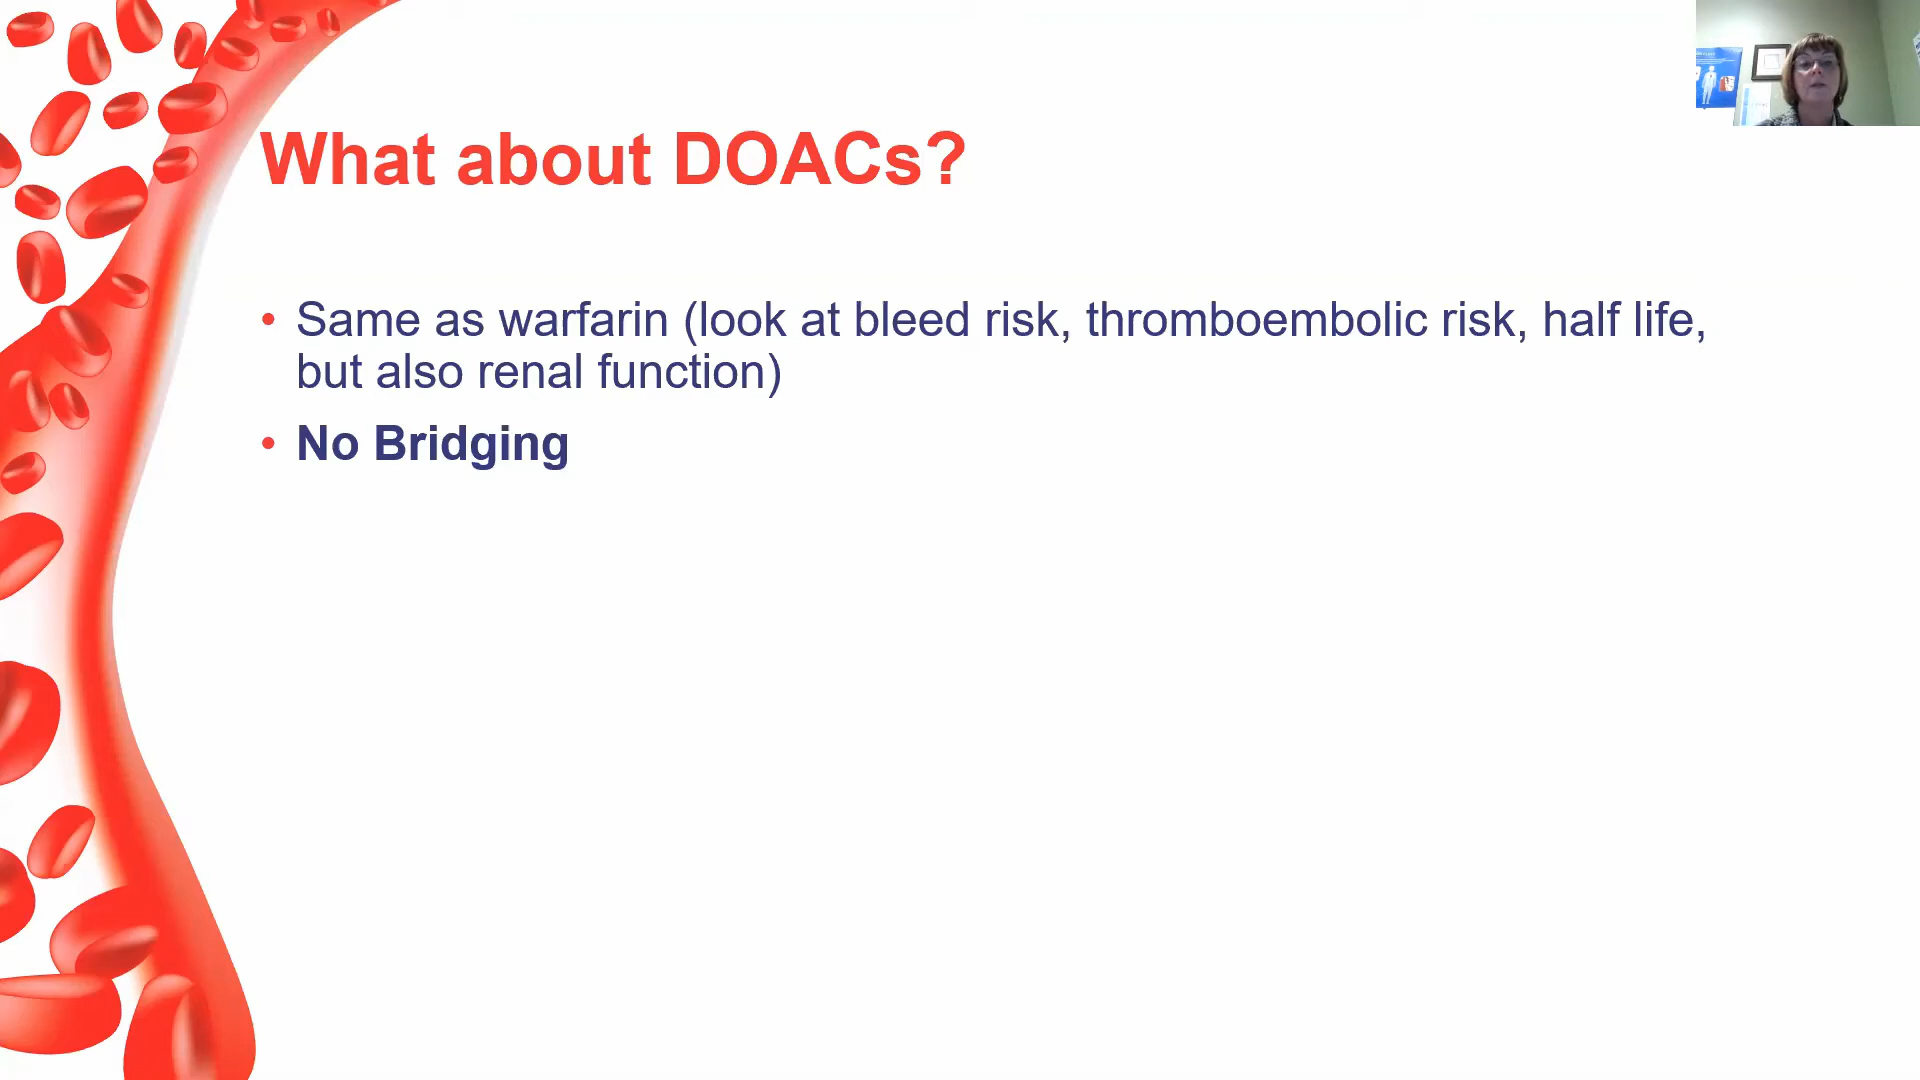 What about DOACs?
• Same as warfarin (look at bleed risk, thromboembolic risk, half life,
but also renal function)
• No Bridging